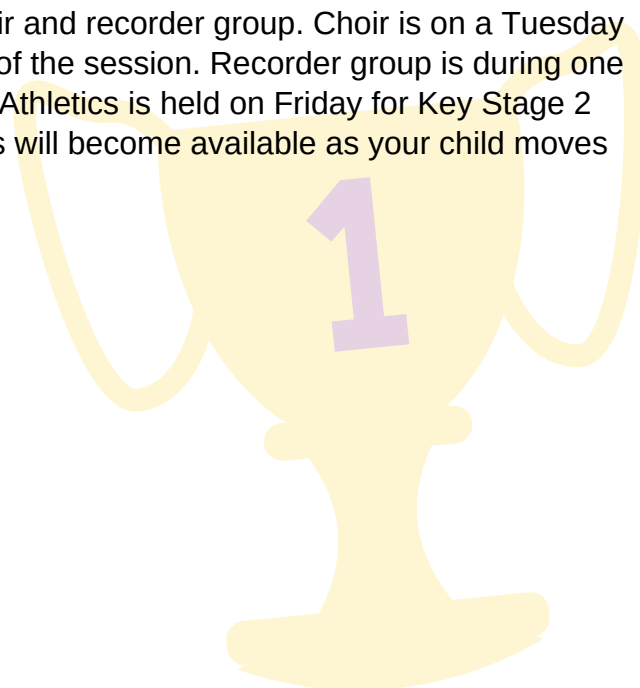 and recorder group. Choir is on a Tuesday
of the session. Recorder group is during one
Athletics is held on Friday for Key Stage 2
will become available as your child moves
1